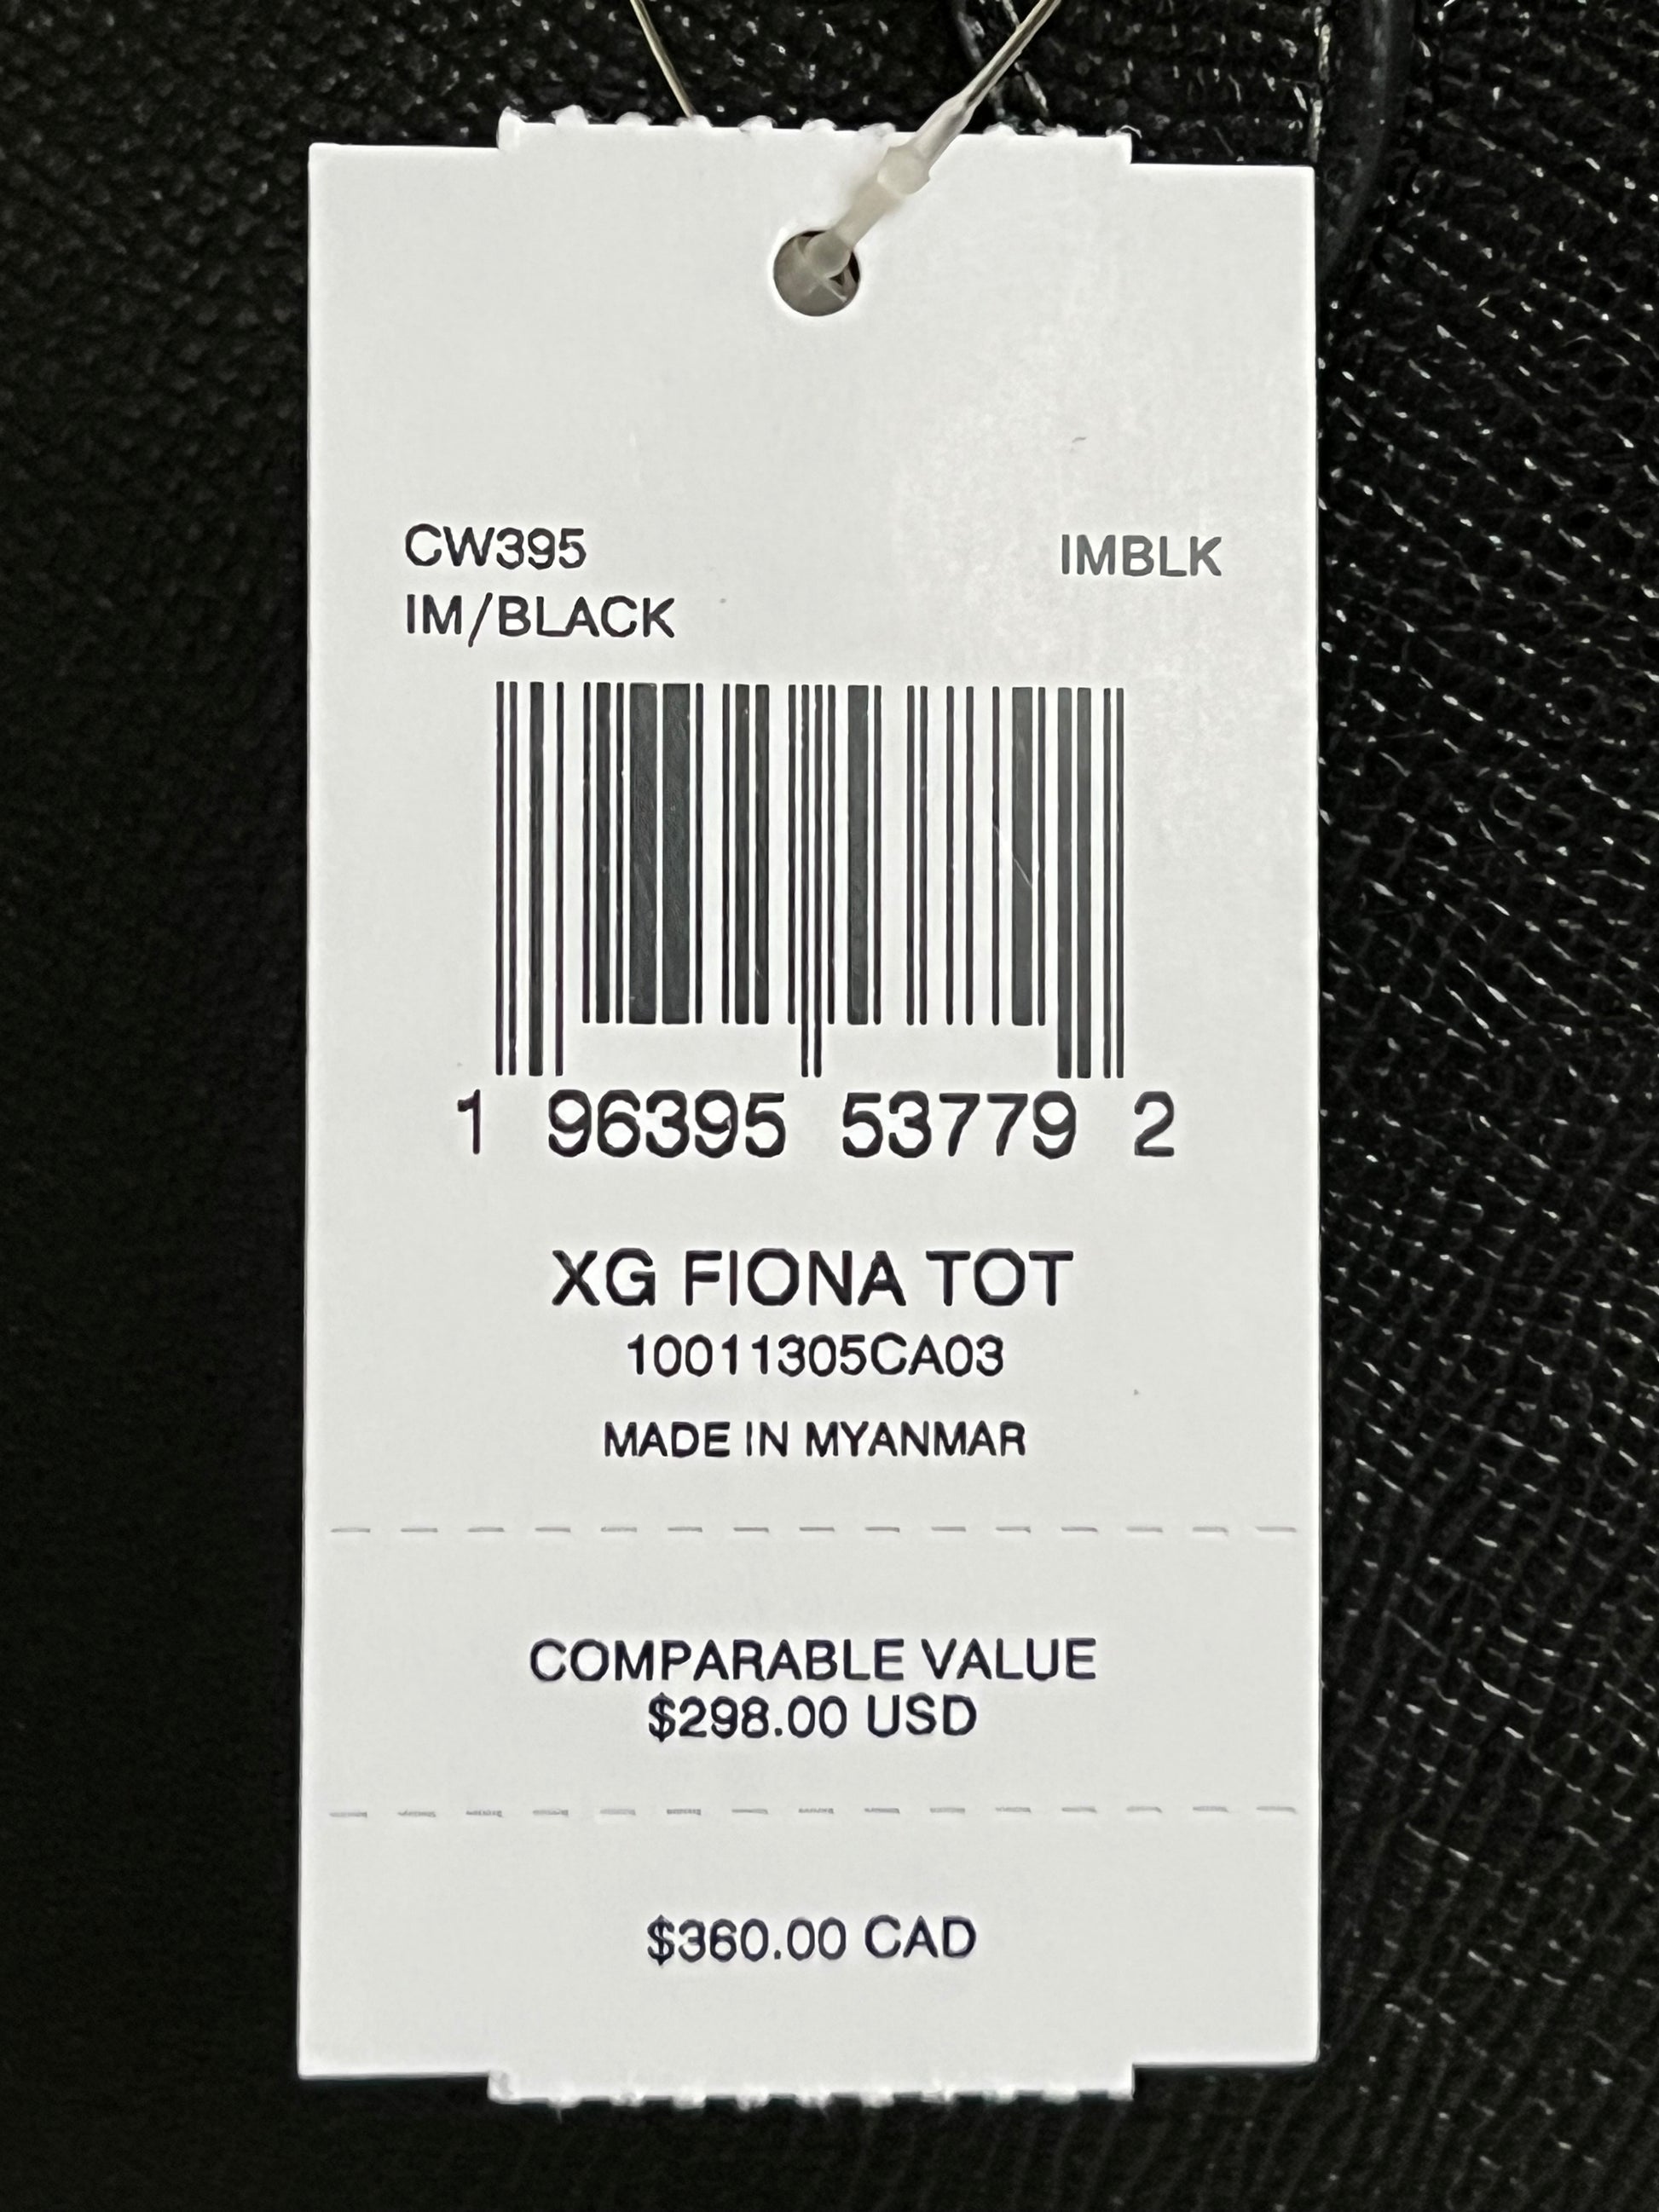 CW395 IMBLK
IM/BLACK
1 96395 53779 2
XG FIONA TOT
10011305CA03
MADE IN MYANMAR
COMPARABLE VALUE
$298.00 USD
$360.00 CAD